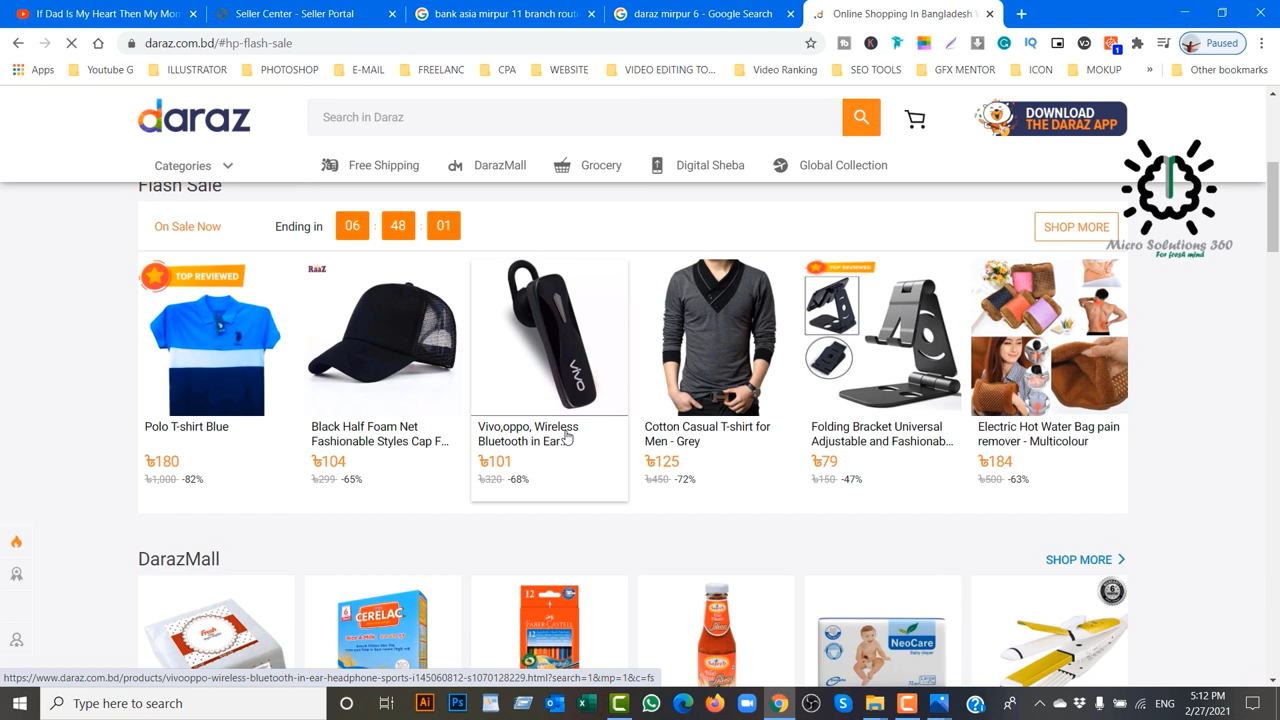 If Dad Is My Heart Then My Mom
Seller Center - Seller Portal
bank asia mirpur 11 branch routi
daraz mirpur 6 - Google Search
Online Shopping In Bangladesh
daraz.com.bd/#hp-flash-sale
1
Paused
Apps
Youtube G
ILLUSTRATOR
PHOTOSHOP
E-MAIL
FREELANC
CPA
WEBSITE
VIDEO EDITING TO...
Video Ranking
SEO TOOLS
GFX MENTOR
ICON
MOKUP
»
Other bookmarks
daraz
Search in Daraz
DOWNLOAD
THE DARAZ APP
Categories
Free Shipping
DarazMall
Grocery
Digital Sheba
Global Collection
Flash Sale
On Sale Now
Ending in
06 : 48 : 01
SHOP MORE
Micro Solutions 360
For fresh mind
TOP REVIEWED
RaaZ
VIVO
TOP REVIEWED
Polo T-shirt Blue
৳180
৳1,000 -82%
Black Half Foam Net
Fashionable Styles Cap F...
৳104
৳299 -65%
Vivo,oppo, Wireless
Bluetooth in Ear...
৳101
৳320 -68%
Cotton Casual T-shirt for
Men - Grey
৳125
৳450 -72%
Folding Bracket Universal
Adjustable and Fashionab...
৳79
৳150 -47%
Electric Hot Water Bag pain
remover - Multicolour
৳184
৳500 -63%
DarazMall
SHOP MORE
Fresh
CERELAC
12
FABER-CASTELL
NeoCare
https://www.daraz.com.bd/products/vivooppo-wireless-bluetooth-in-ear-headphone-sports-i145060812-s1070128229.html?search=1&mp=1&c=fs
Type here to search
ENG
5:12 PM
2/27/2021